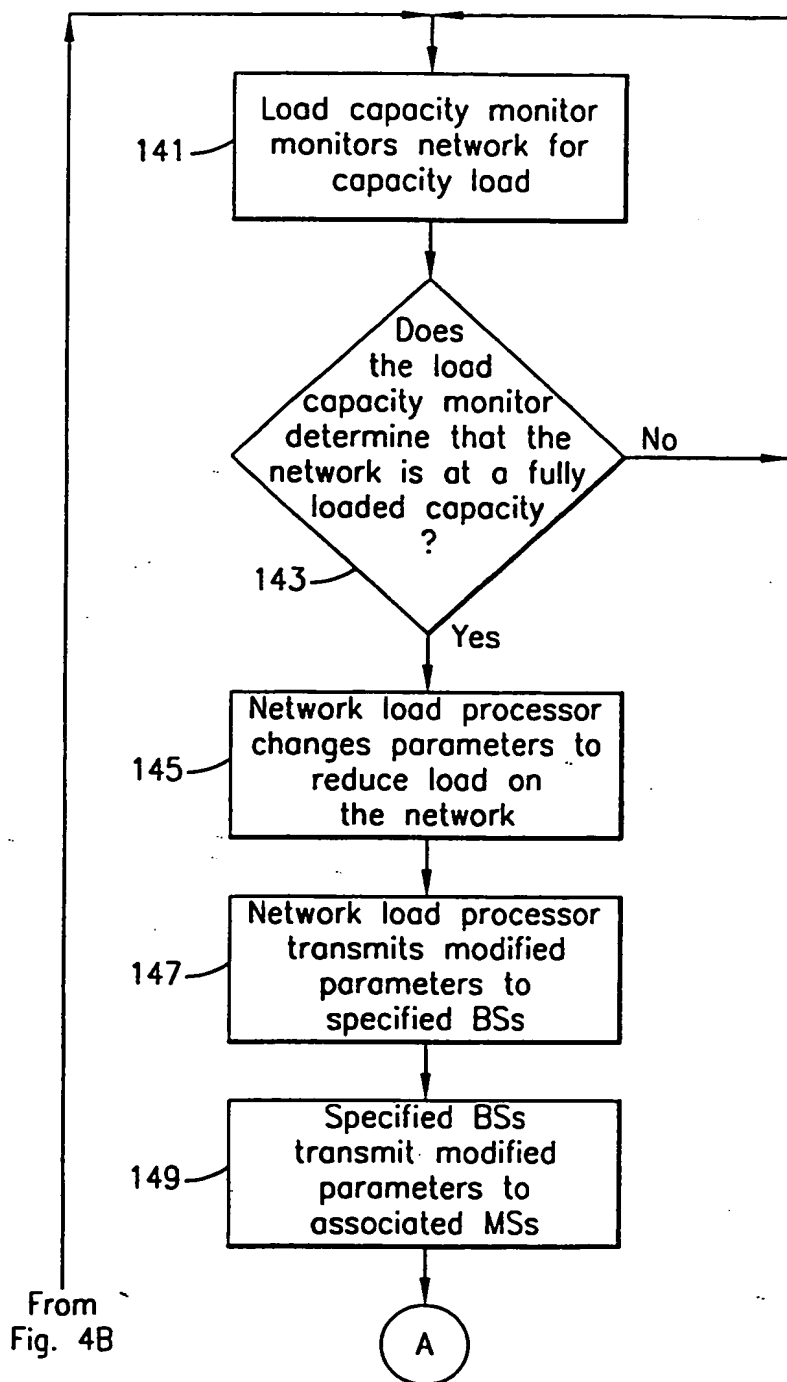 141
Load capacity monitor
monitors network for
capacity load
Does
the load
capacity monitor
determine that the
network is at a fully
loaded capacity
?
No
143
Yes
145
Network load processor
changes parameters to
reduce load on
the network
147
Network load processor
transmits modified
parameters to
specified BSs
149
Specified BSs
transmit modified
parameters to
associated MSs
From
Fig. 4B
A